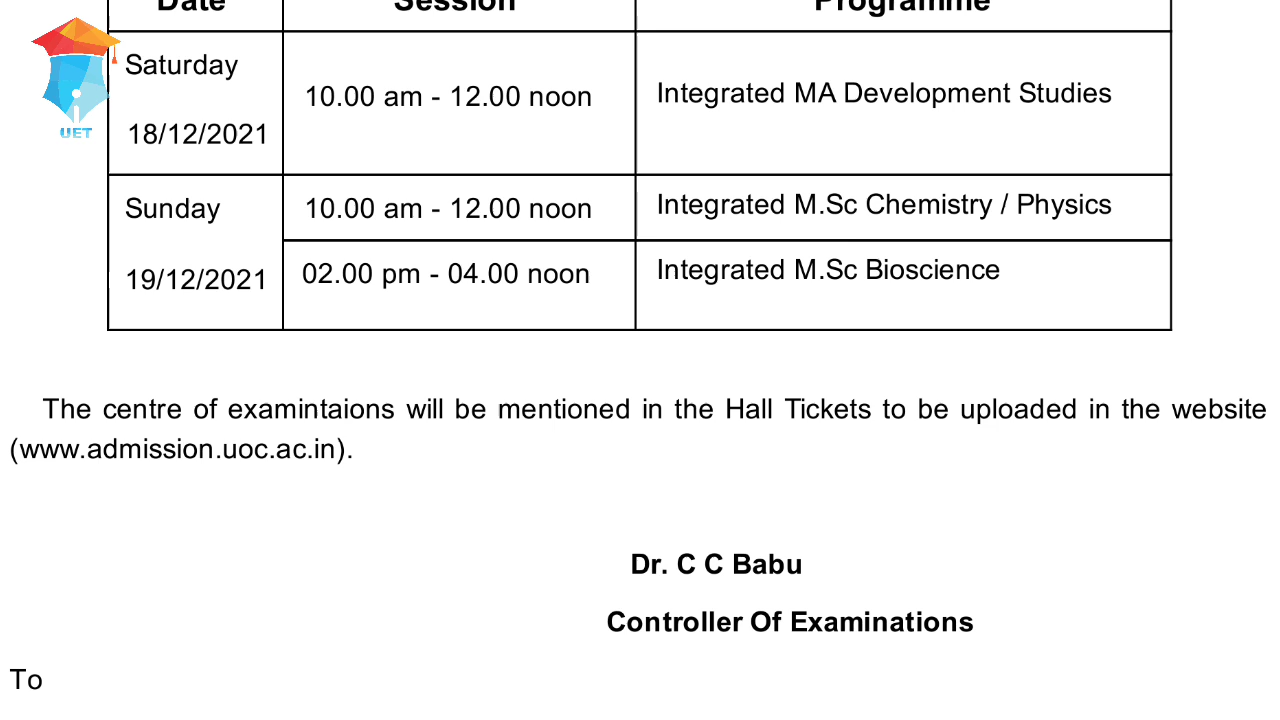 Date Session Programme
Saturday
18/12/2021
10.00 am - 12.00 noon
Integrated MA Development Studies
Sunday
19/12/2021
10.00 am - 12.00 noon
Integrated M.Sc Chemistry / Physics
02.00 pm - 04.00 noon
Integrated M.Sc Bioscience
UET
The centre of examintaions will be mentioned in the Hall Tickets to be uploaded in the website
(www.admission.uoc.ac.in).
Dr. C C Babu
Controller Of Examinations
To